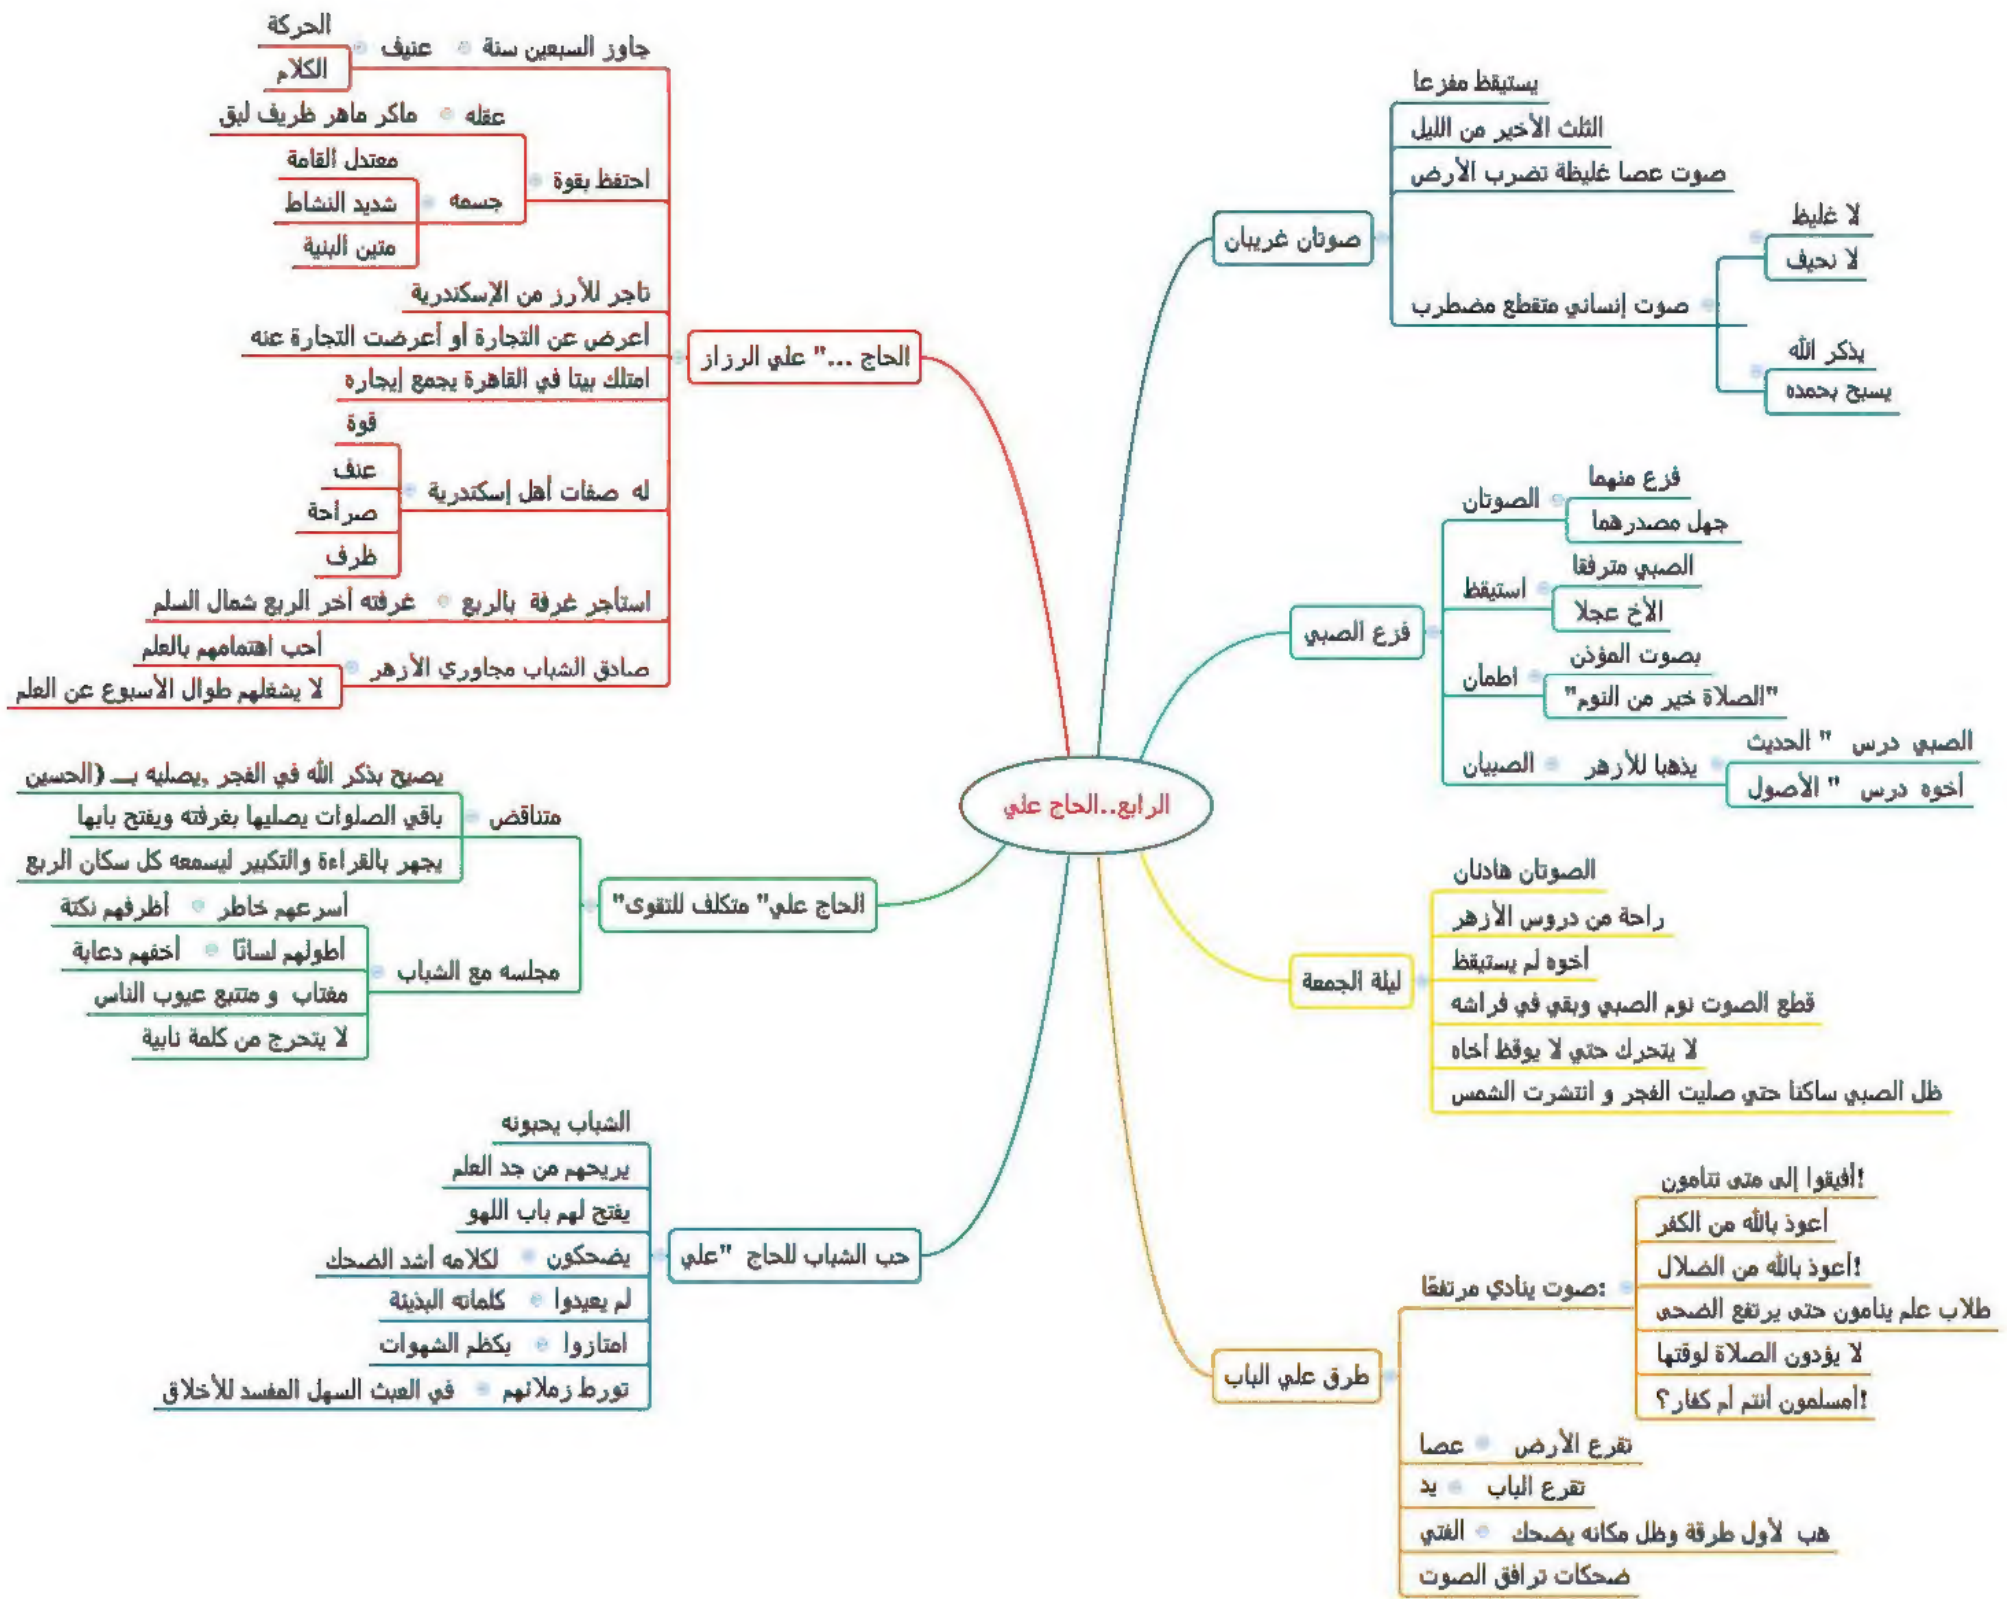 الرابع..الحاج علي
صوتان غريبان
يستيقظ مفزعا
الثلث الأخير من الليل
صوت عصا غليظة تضرب الأرض
صوت إنساني متقطع مضطرب
لا غليظ
لا نحيف
يذكر الله
يسبح بحمده
فزع الصبي
الصوتان
فزع منهما
جهل مصدرهما
استيقظ
الصبي مترفقا
الأخ عجلا
اطمأن
بصوت المؤذن
"الصلاة خير من النوم"
الصبيان
يذهبا للأزهر
الصبي درس " الحديث
أخوه درس " الأصول
ليلة الجمعة
الصوتان هادئان
راحة من دروس الأزهر
أخوه لم يستيقظ
قطع الصوت نوم الصبي وبقي في فراشه
لا يتحرك حتي لا يوقظ أخاه
ظل الصبي ساكنا حتي صليت الفجر و انتشرت الشمس
طرق علي الباب
صوت ينادي مرتفعًا:
أفيقوا إلى متى تنامون!
أعوذ بالله من الكفر
أعوذ بالله من الضلال!
طلاب علم ينامون حتى يرتفع الضحى
لا يؤدون الصلاة لوقتها
أمسلمون أنتم أم كفار؟!
عصا
تقرع الأرض
يد
تقرع الباب
الفتي
هب لأول طرقة وظل مكانه يضحك
ضحكات ترافق الصوت
الحاج ..." علي الرزاز
جاوز السبعين سنة
عنيف
الحركة
الكلام
احتفظ بقوة
عقله
ماكر ماهر ظريف لبق
جسمه
معتدل القامة
شديد النشاط
متين البنية
تاجر للأرز من الإسكندرية
أعرض عن التجارة أو أعرضت التجارة عنه
امتلك بيتا في القاهرة يجمع إيجاره
له صفات أهل إسكندرية
قوة
عنف
صراحة
ظرف
استأجر غرفة بالربع
غرفته آخر الربع شمال السلم
صادق الشباب مجاوري الأزهر
أحب اهتمامهم بالعلم
لا يشغلهم طوال الأسبوع عن العلم
الحاج علي" متكلف للتقوى"
متناقض
يصيح بذكر الله في الفجر ,يصليه بـــ (الحسين
باقي الصلوات يصليها بغرفته ويفتح بابها
يجهر بالقراءة والتكبير ليسمعه كل سكان الربع
مجلسه مع الشباب
أسرعهم خاطر
أظرفهم نكتة
أطولهم لسانًا
أخفهم دعابة
مغتاب و متتبع عيوب الناس
لا يتحرج من كلمة نابية
حب الشباب للحاج "علي
الشباب يحبونه
يريحهم من جد العلم
يفتح لهم باب اللهو
يضحكون
لكلامه أشد الضحك
لم يعيدوا
كلماته البذيئة
امتازوا
بكظم الشهوات
تورط زملائهم
في العبث السهل المفسد للأخلاق